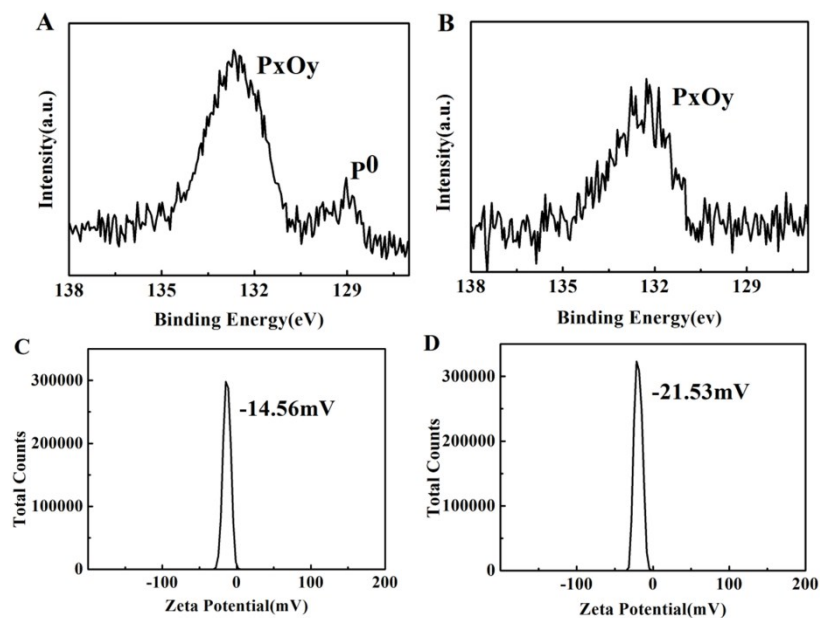 A
PxOy
P0
Intensity(a.u.)
138 135 132 129
Binding Energy(eV)
B
PxOy
Intensity(a.u.)
138 135 132 129
Binding Energy(ev)
C
-14.56mV
Total Counts
300000
200000
100000
0
-100 0 100 200
Zeta Potential(mV)
D
-21.53mV
Total Counts
300000
200000
100000
0
-100 0 100 200
Zeta Potential(mV)